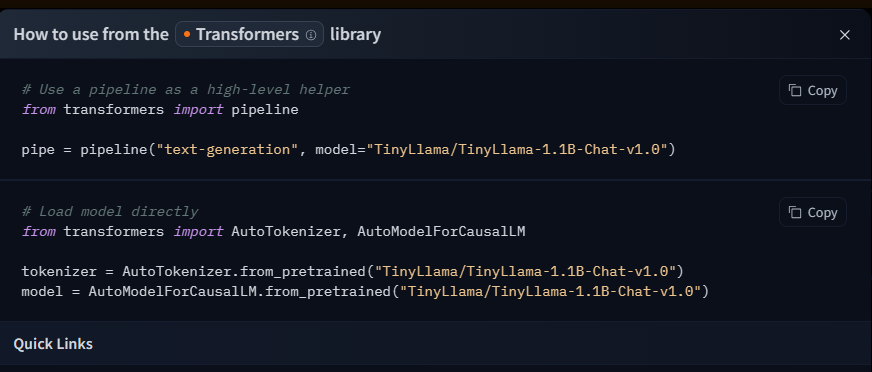 How to use from the Transformers library
# Use a pipeline as a high-level helper
Copy
from transformers import pipeline
pipe = pipeline("text-generation", model="TinyLlama/TinyLlama-1.1B-Chat-v1.0")
# Load model directly
Copy
from transformers import AutoTokenizer, AutoModelForCausalLM
tokenizer = AutoTokenizer.from_pretrained("TinyLlama/TinyLlama-1.1B-Chat-v1.0")
model = AutoModelForCausalLM.from_pretrained("TinyLlama/TinyLlama-1.1B-Chat-v1.0")
Quick Links